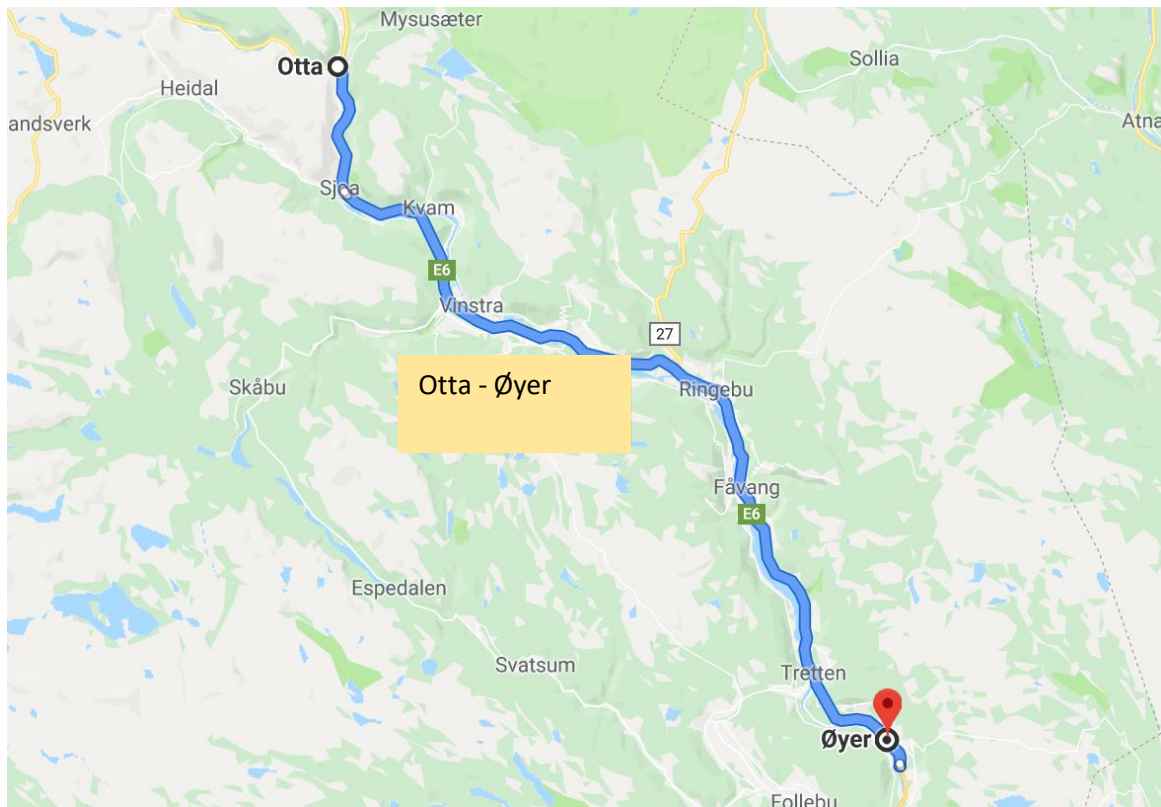 Mysusæter
Otta
Sollia
Heidal
andsverk
Atna
Sjoa
Kvam
E6
Vinstra
27
Otta - Øyer
Skåbu
Ringebu
Fåvang
E6
Espedalen
Svatsum
Tretten
Øyer
Follebu